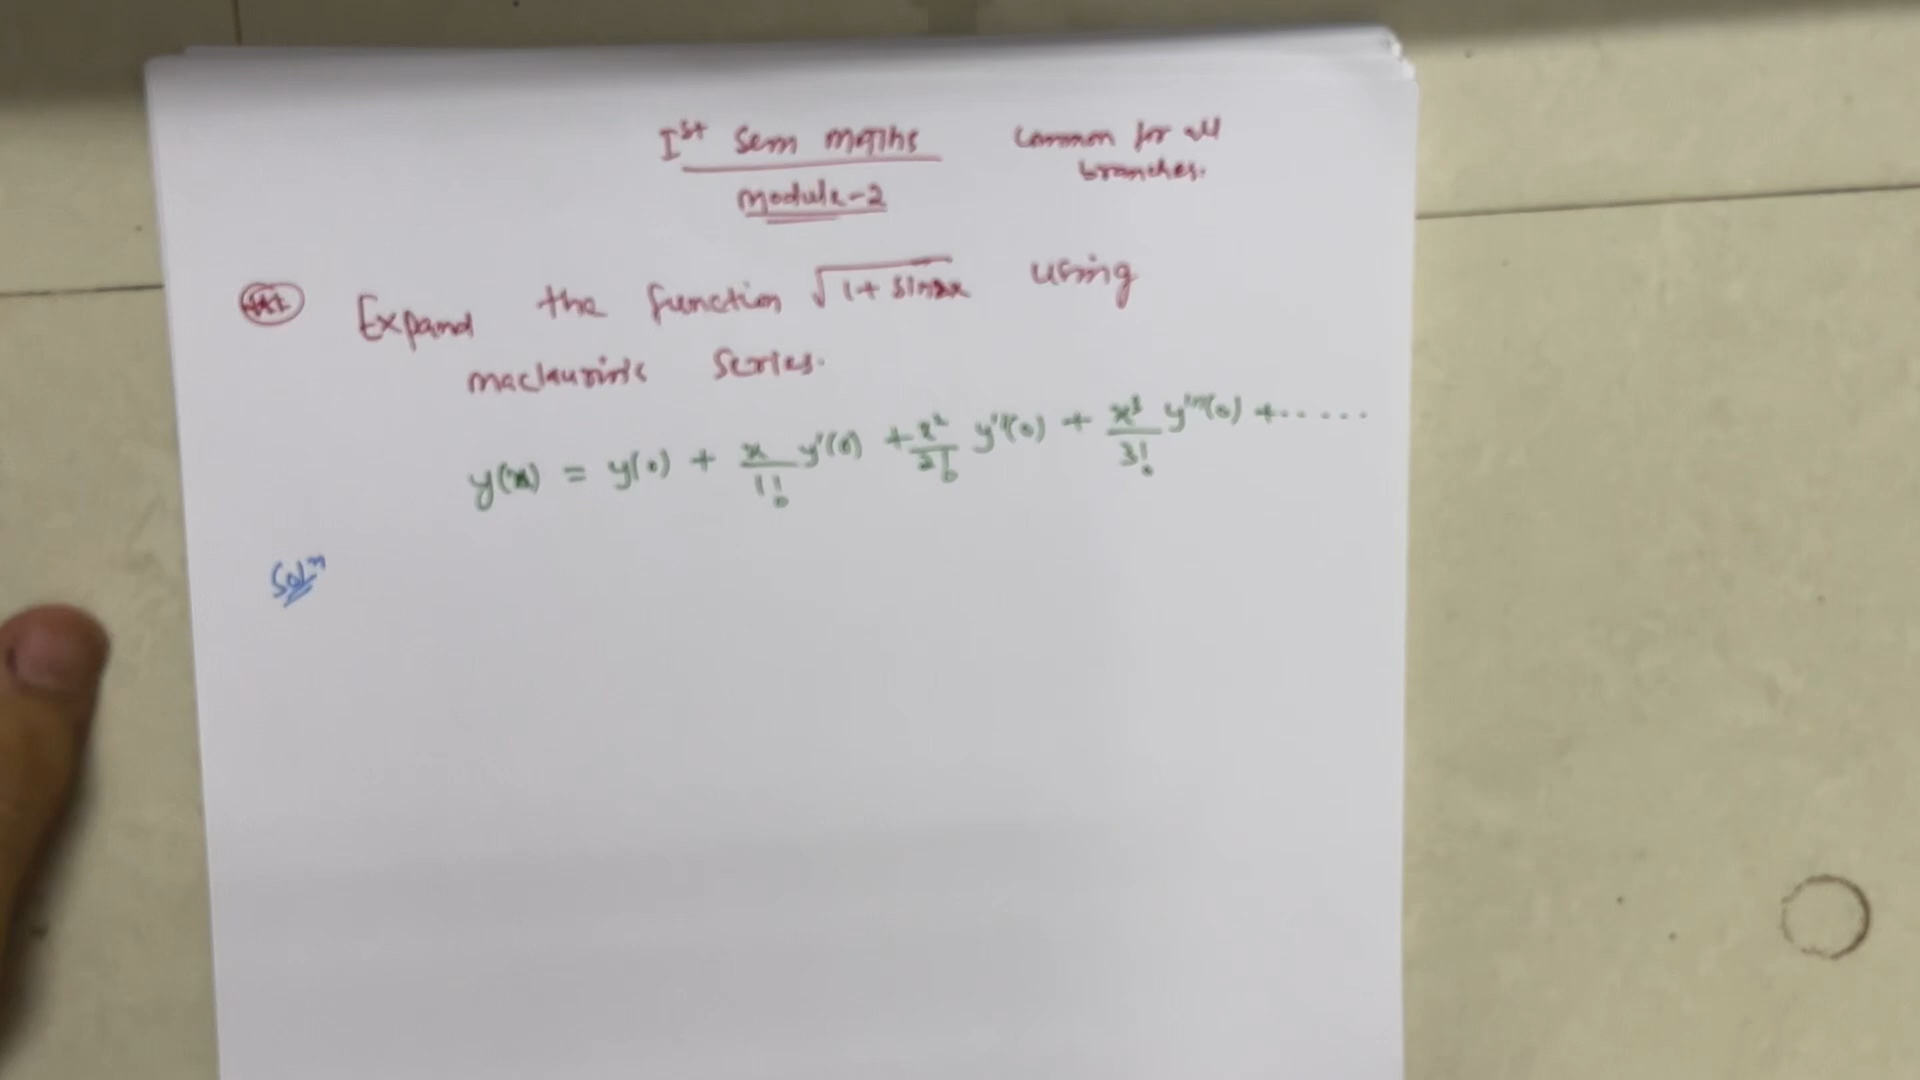 Ist Sem maths Common for all
branches.
module-2
Expand the function √1+sin2x using
maclaurin's Series.
y(x) = y(0) + x/1! y'(0) + x²/2! y''(0) + x³/3! y'''(0) + .....
Solⁿ